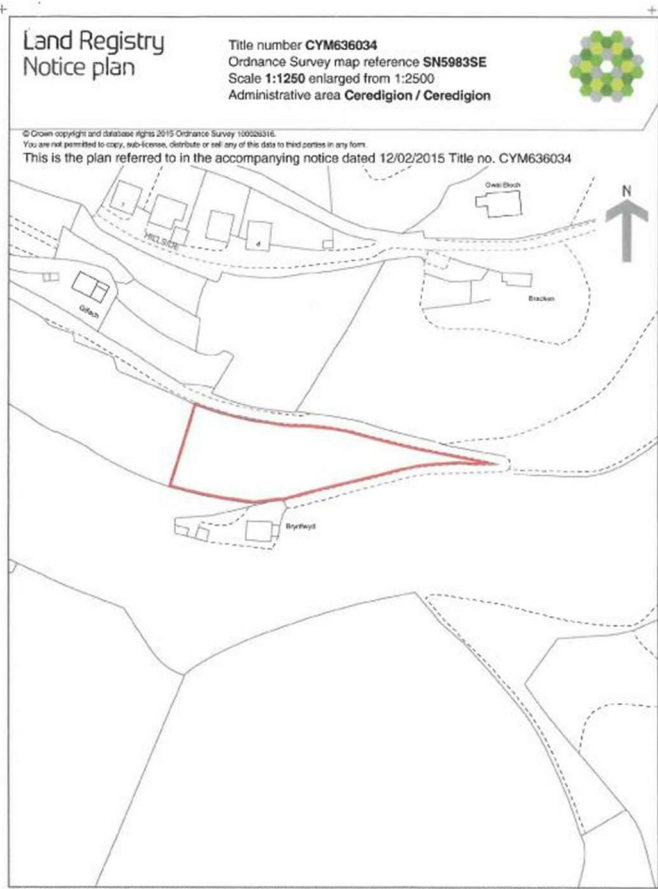 Land Registry
Notice plan
Title number CYM636034
Ordnance Survey map reference SN5983SE
Scale 1:1250 enlarged from 1:2500
Administrative area Ceredigion / Ceredigion
© Crown copyright and database rights 2015 Ordnance Survey 100026316.
You are not permitted to copy, sub-license, distribute or sell any of this data to third parties in any form.
This is the plan referred to in the accompanying notice dated 12/02/2015 Title no. CYM636034
N
1
HILLSIDE
4
Bracken
Brynllwyd